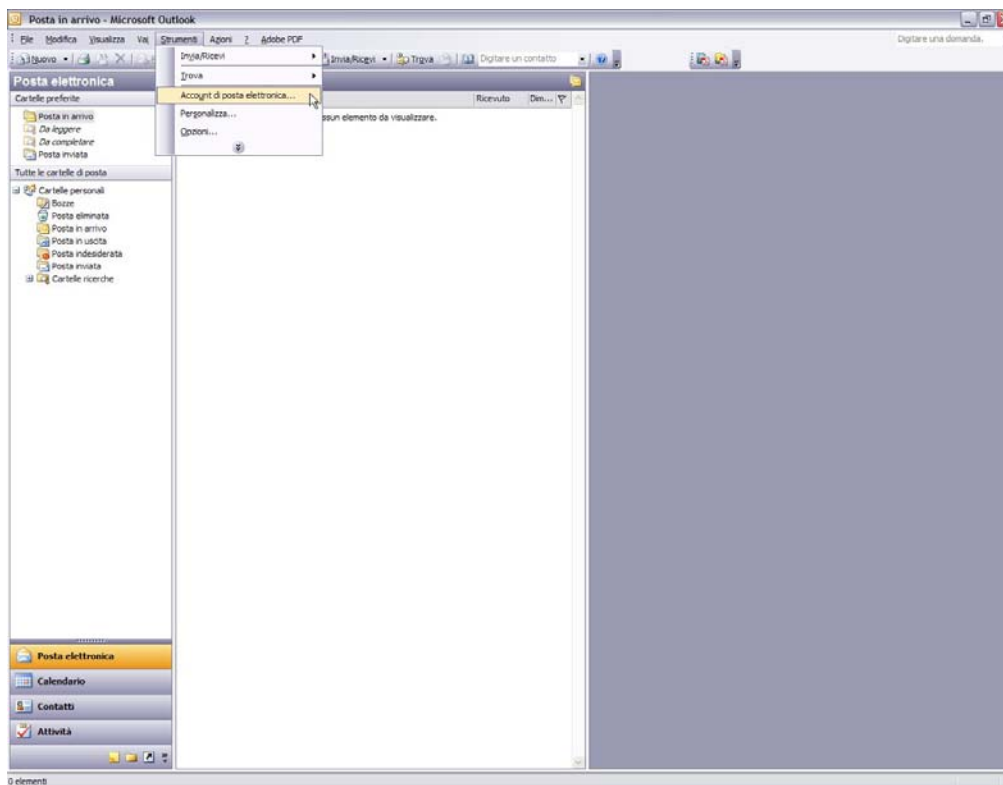 Posta in arrivo - Microsoft Outlook
File Modifica Visualizza Vai Strumenti Azioni ? Adobe PDF
Digitare una domanda.
Nuovo
Invia/Ricevi Trova Digitare un contatto
Posta elettronica
Cartelle preferite
Posta in arrivo
Da leggere
Da completare
Posta inviata
Tutte le cartelle di posta
Cartelle personali
Bozze
Posta eliminata
Posta in arrivo
Posta in uscita
Posta indesiderata
Posta inviata
Cartelle ricerche
Invia/Ricevi
Trova
Account di posta elettronica...
Personalizza...
Opzioni...
Ricevuto Dim...
ssun elemento da visualizzare.
Posta elettronica
Calendario
Contatti
Attività
0 elementi